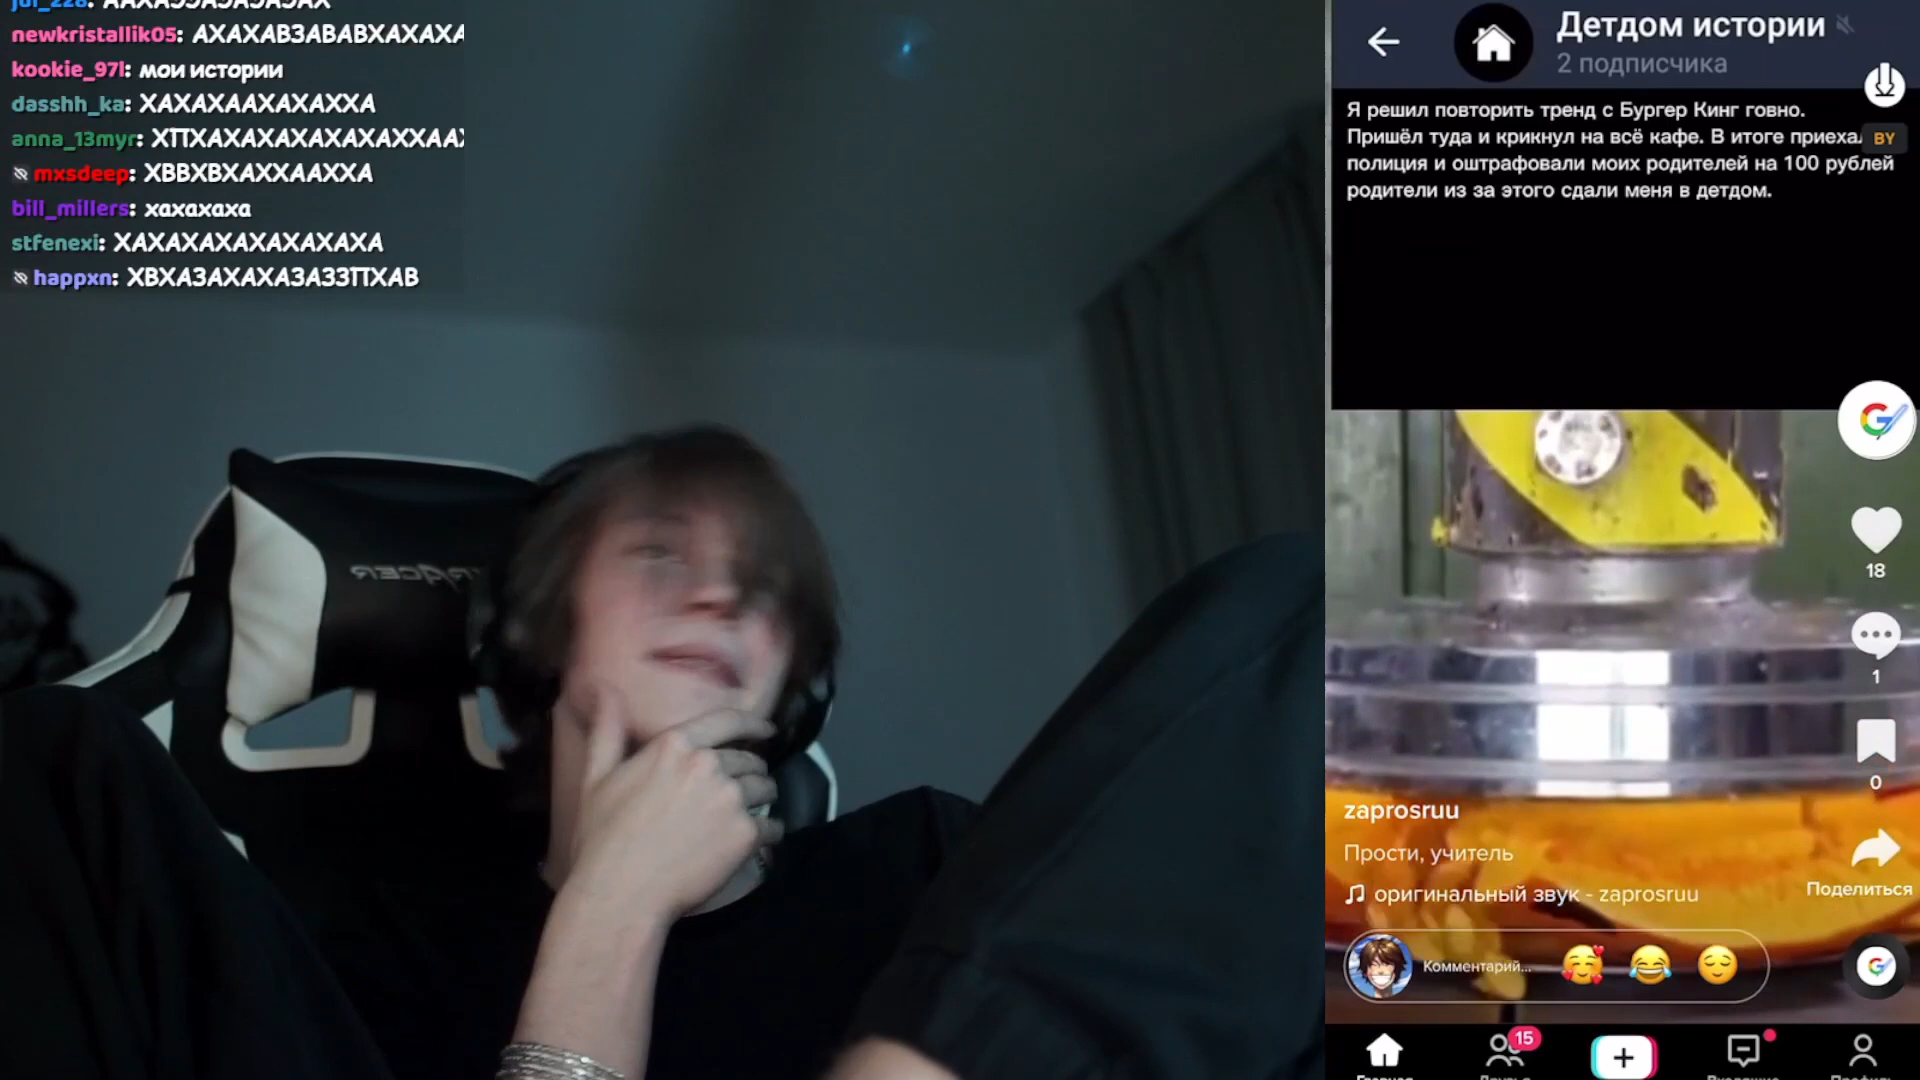 newkristallik05: АХАХАВЗАВАВХАХАХА
kookie_97l: мои истории
dasshh_ka: ХАХАХААХАХАХХА
anna_13myr: ХПХАХАХАХАХАХАХХАА
mxsdeep: ХВВХВХАХХААХХА
bill_millers: хахахаха
stfenexi: ХАХАХАХАХАХАХАХА
happxn: ХВХАЗАХАХАЗАЗЗПХАВ
Детдом истории
2 подписчика
Я решил повторить тренд с Бургер Кинг говно.
Пришёл туда и крикнул на всё кафе. В итоге приехал
BY
полиция и оштрафовали моих родителей на 100 рублей
родители из за этого сдали меня в детдом.
18
1
0
zaprosruu
Прости, учитель
Поделиться
оригинальный звук - zaprosruu
Комментарий...
15